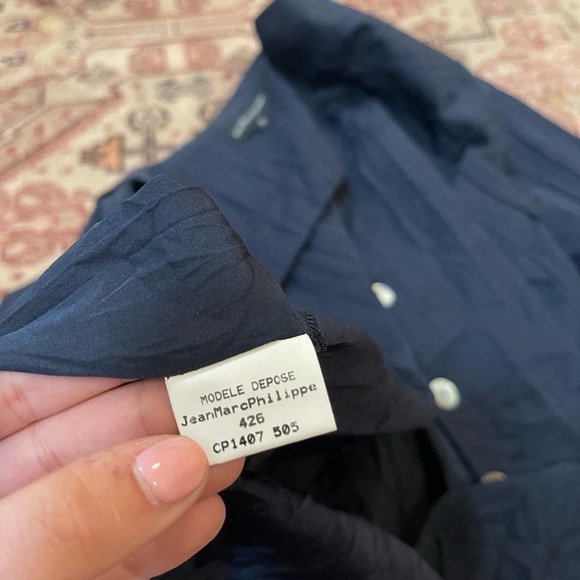 MODELE DEPOSE
JeanMarcPhilippe
426
CP1407 505